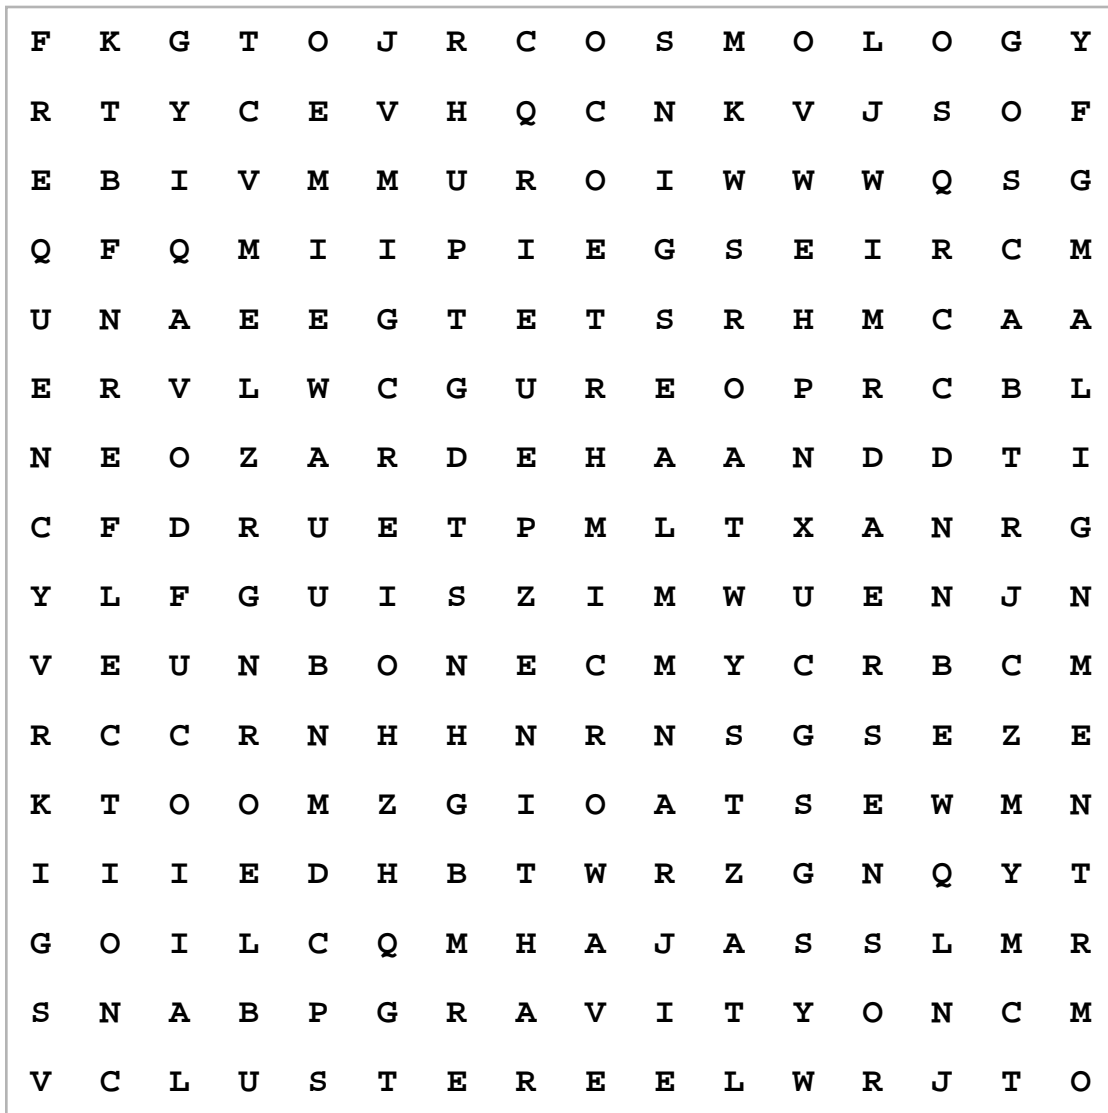 F K G T O J R C O S M O L O G Y
R T Y C E V H Q C N K V J S O F
E B I V M M U R O I W W W Q S G
Q F Q M I I P I E G S E I R C M
U N A E E G T E T S R H M C A A
E R V L W C G U R E O P R C B L
N E O Z A R D E H A A N D D T I
C F D R U E T P M L T X A N R G
Y L F G U I S Z I M W U E N J N
V E U N B O N E C M Y C R B C M
R C C R N H H N R N S G S E Z E
K T O O M Z G I O A T S E W M N
I I I E D H B T W R Z G N Q Y T
G O I L C Q M H A J A S S L M R
S N A B P G R A V I T Y O N C M
V C L U S T E R E E L W R J T O